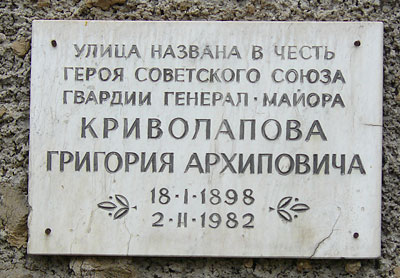 УЛИЦА НАЗВАНА В ЧЕСТЬ
ГЕРОЯ СОВЕТСКОГО СОЮЗА
ГВАРДИИ ГЕНЕРАЛ-МАЙОРА
КРИВОЛАПОВА
ГРИГОРИЯ АРХИПОВИЧА
18·I·1898
2·II·1982